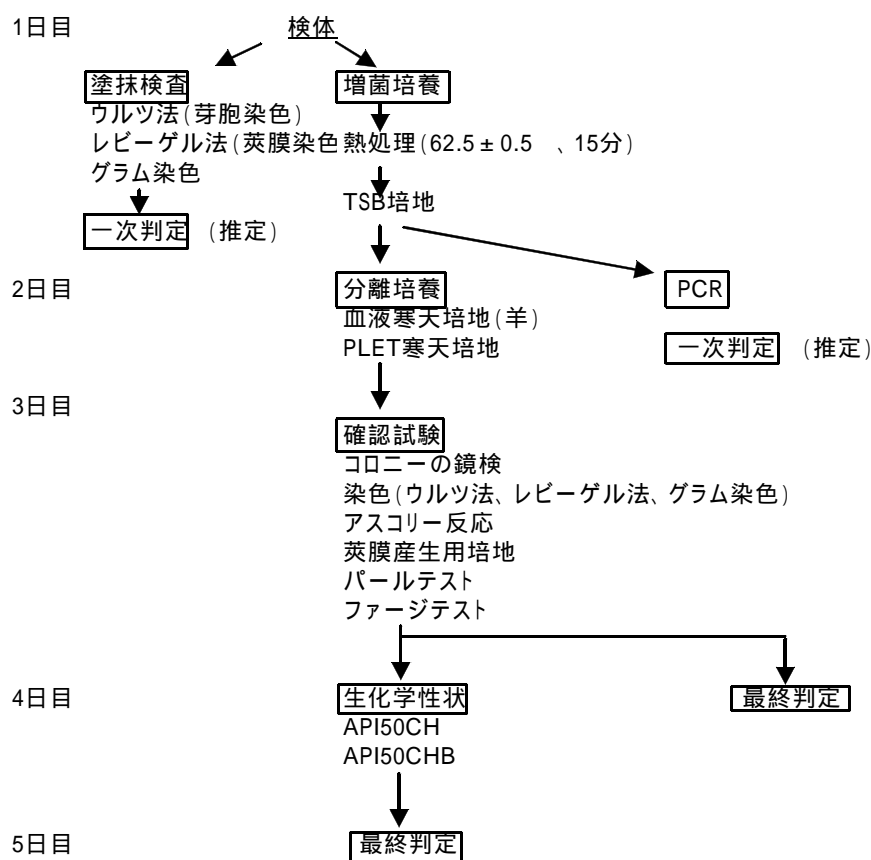 1日目
検体
塗抹検査
増菌培養
ウルツ法(芽胞染色)
レビーゲル法(莢膜染色 熱処理(62.5±0.5 、15分)
グラム染色
TSB培地
一次判定 (推定)
2日目
分離培養
PCR
血液寒天培地(羊)
PLET寒天培地
一次判定 (推定)
3日目
確認試験
コロニーの鏡検
染色(ウルツ法、レビーゲル法、グラム染色)
アスコリー反応
莢膜産生用培地
パールテスト
ファージテスト
4日目
生化学性状
最終判定
API50CH
API50CHB
5日目
最終判定